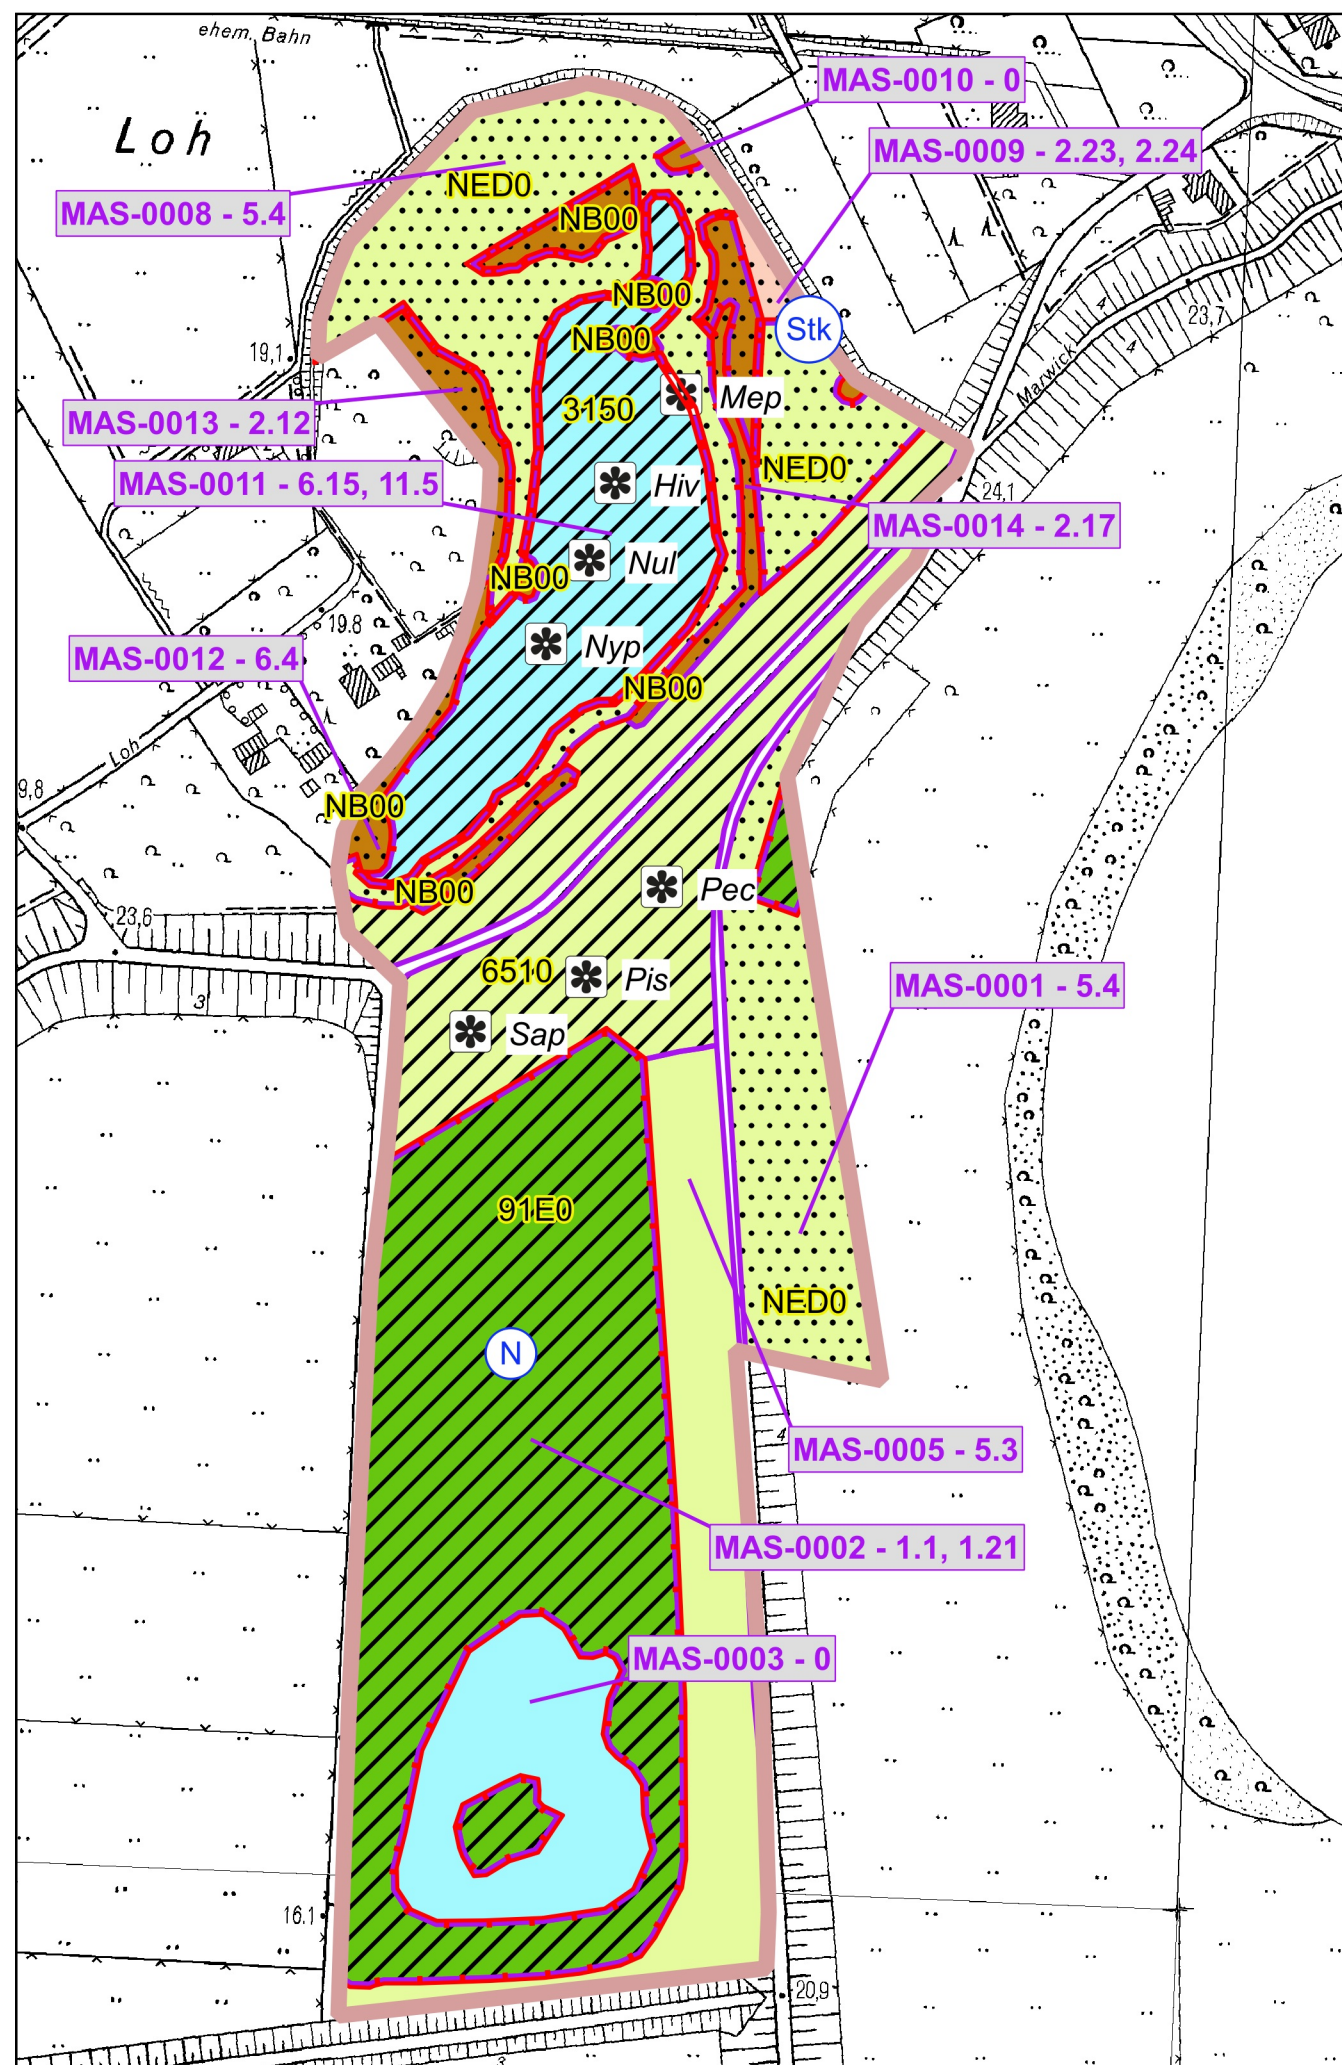 ehem. Bahn
MAS-0010 - 0
Loh
MAS-0009 - 2.23, 2.24
NED0
MAS-0008 - 5.4
NB00
NB00
23,7
Stk
NB00
19,1
Marwick
4
4
Mep
3150
MAS-0013 - 2.12
NED0
MAS-0011 - 6.15, 11.5
Hiv
24,1
MAS-0014 - 2.17
Nul
NB00
19.8
Nyp
MAS-0012 - 6.4
NB00
Loh
9,8
NB00
Pec
NB00
23,6
6510
Pis
MAS-0001 - 5.4
3
Sap
91E0
NED0
N
4
MAS-0005 - 5.3
MAS-0002 - 1.1, 1.21
MAS-0003 - 0
16.1
20,9
3